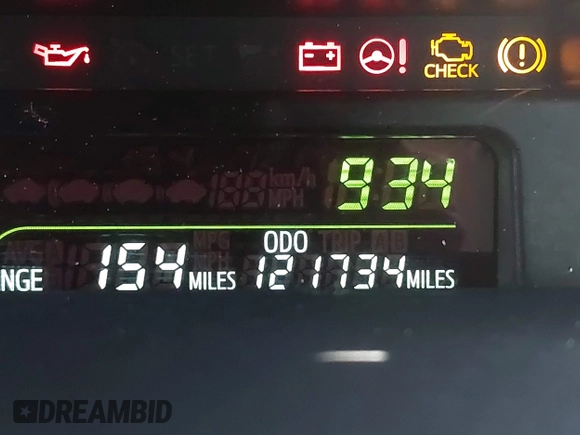 CHECK
934
ODO
NGE 154 MILES 121734 MILES
DREAMBID